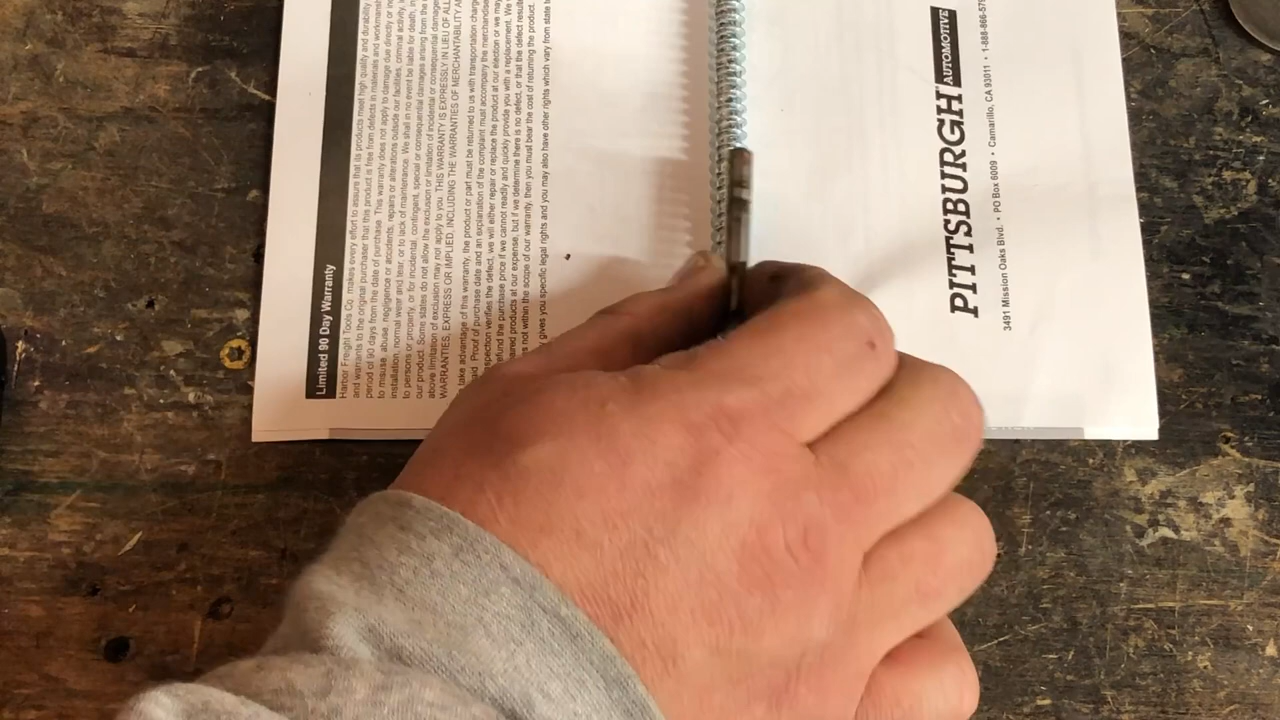 Limited 90 Day Warranty
Harbor Freight Tools Co. makes every effort to assure that its products meet high quality and durability
and warrants to the original purchaser that this product is free from defects in materials and workmanship
period of 90 days from the date of purchase. This warranty does not apply to damage due directly or
to misuse, abuse, negligence or accidents, repairs or alterations outside our facilities, criminal activity,
installation, normal wear and tear, or to lack of maintenance. We shall in no event be liable for death,
to persons or property, or for incidental, contingent, special or consequential damages arising from the
our product. Some states do not allow the exclusion or limitation of incidental or consequential
above limitation of exclusion may not apply to you. THIS WARRANTY IS EXPRESSLY IN LIEU OF ALL
WARRANTIES, EXPRESS OR IMPLIED, INCLUDING THE WARRANTIES OF MERCHANTABILITY
take advantage of this warranty, the product or part must be returned to us with transportation
Proof of purchase date and an explanation of the complaint must accompany the merchandise
verifies the defect, we will either repair or replace the product at our election or we may
refund the purchase price if we cannot readily and quickly provide you with a replacement. We
products at our expense, but if we determine there is no defect, or that the defect
not within the scope of our warranty, then you must bear the cost of returning the product.
gives you specific legal rights and you may also have other rights which vary from state
PITTSBURGH AUTOMOTIVE
3491 Mission Oaks Blvd. • PO Box 6009 • Camarillo, CA 93011 • 1-888-866-57